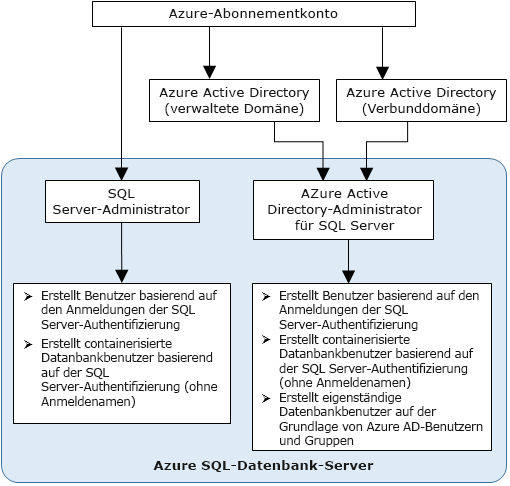 Azure-Abonnementkonto
Azure Active Directory
(verwaltete Domäne)
Azure Active Directory
(Verbunddomäne)
SQL
Server-Administrator
AZure Active
Directory-Administrator
für SQL Server
➢ Erstellt Benutzer basierend auf
den Anmeldungen der SQL
Server-Authentifizierung
➢ Erstellt containerisierte
Datanbankbenutzer basierend
auf der SQL
Server-Authentifizierung (ohne
Anmeldenamen)
➢ Erstellt Benutzer basierend auf den
Anmeldungen der SQL
Server-Authentifizierung
➢ Erstellt containerisierte
Datanbankbenutzer basierend auf
der SQL Server-Authentifizierung
(ohne Anmeldenamen)
➢ Erstellt eigenständige
Datenbankbenutzer auf der
Grundlage von Azure AD-Benutzern
und Gruppen
Azure SQL-Datenbank-Server